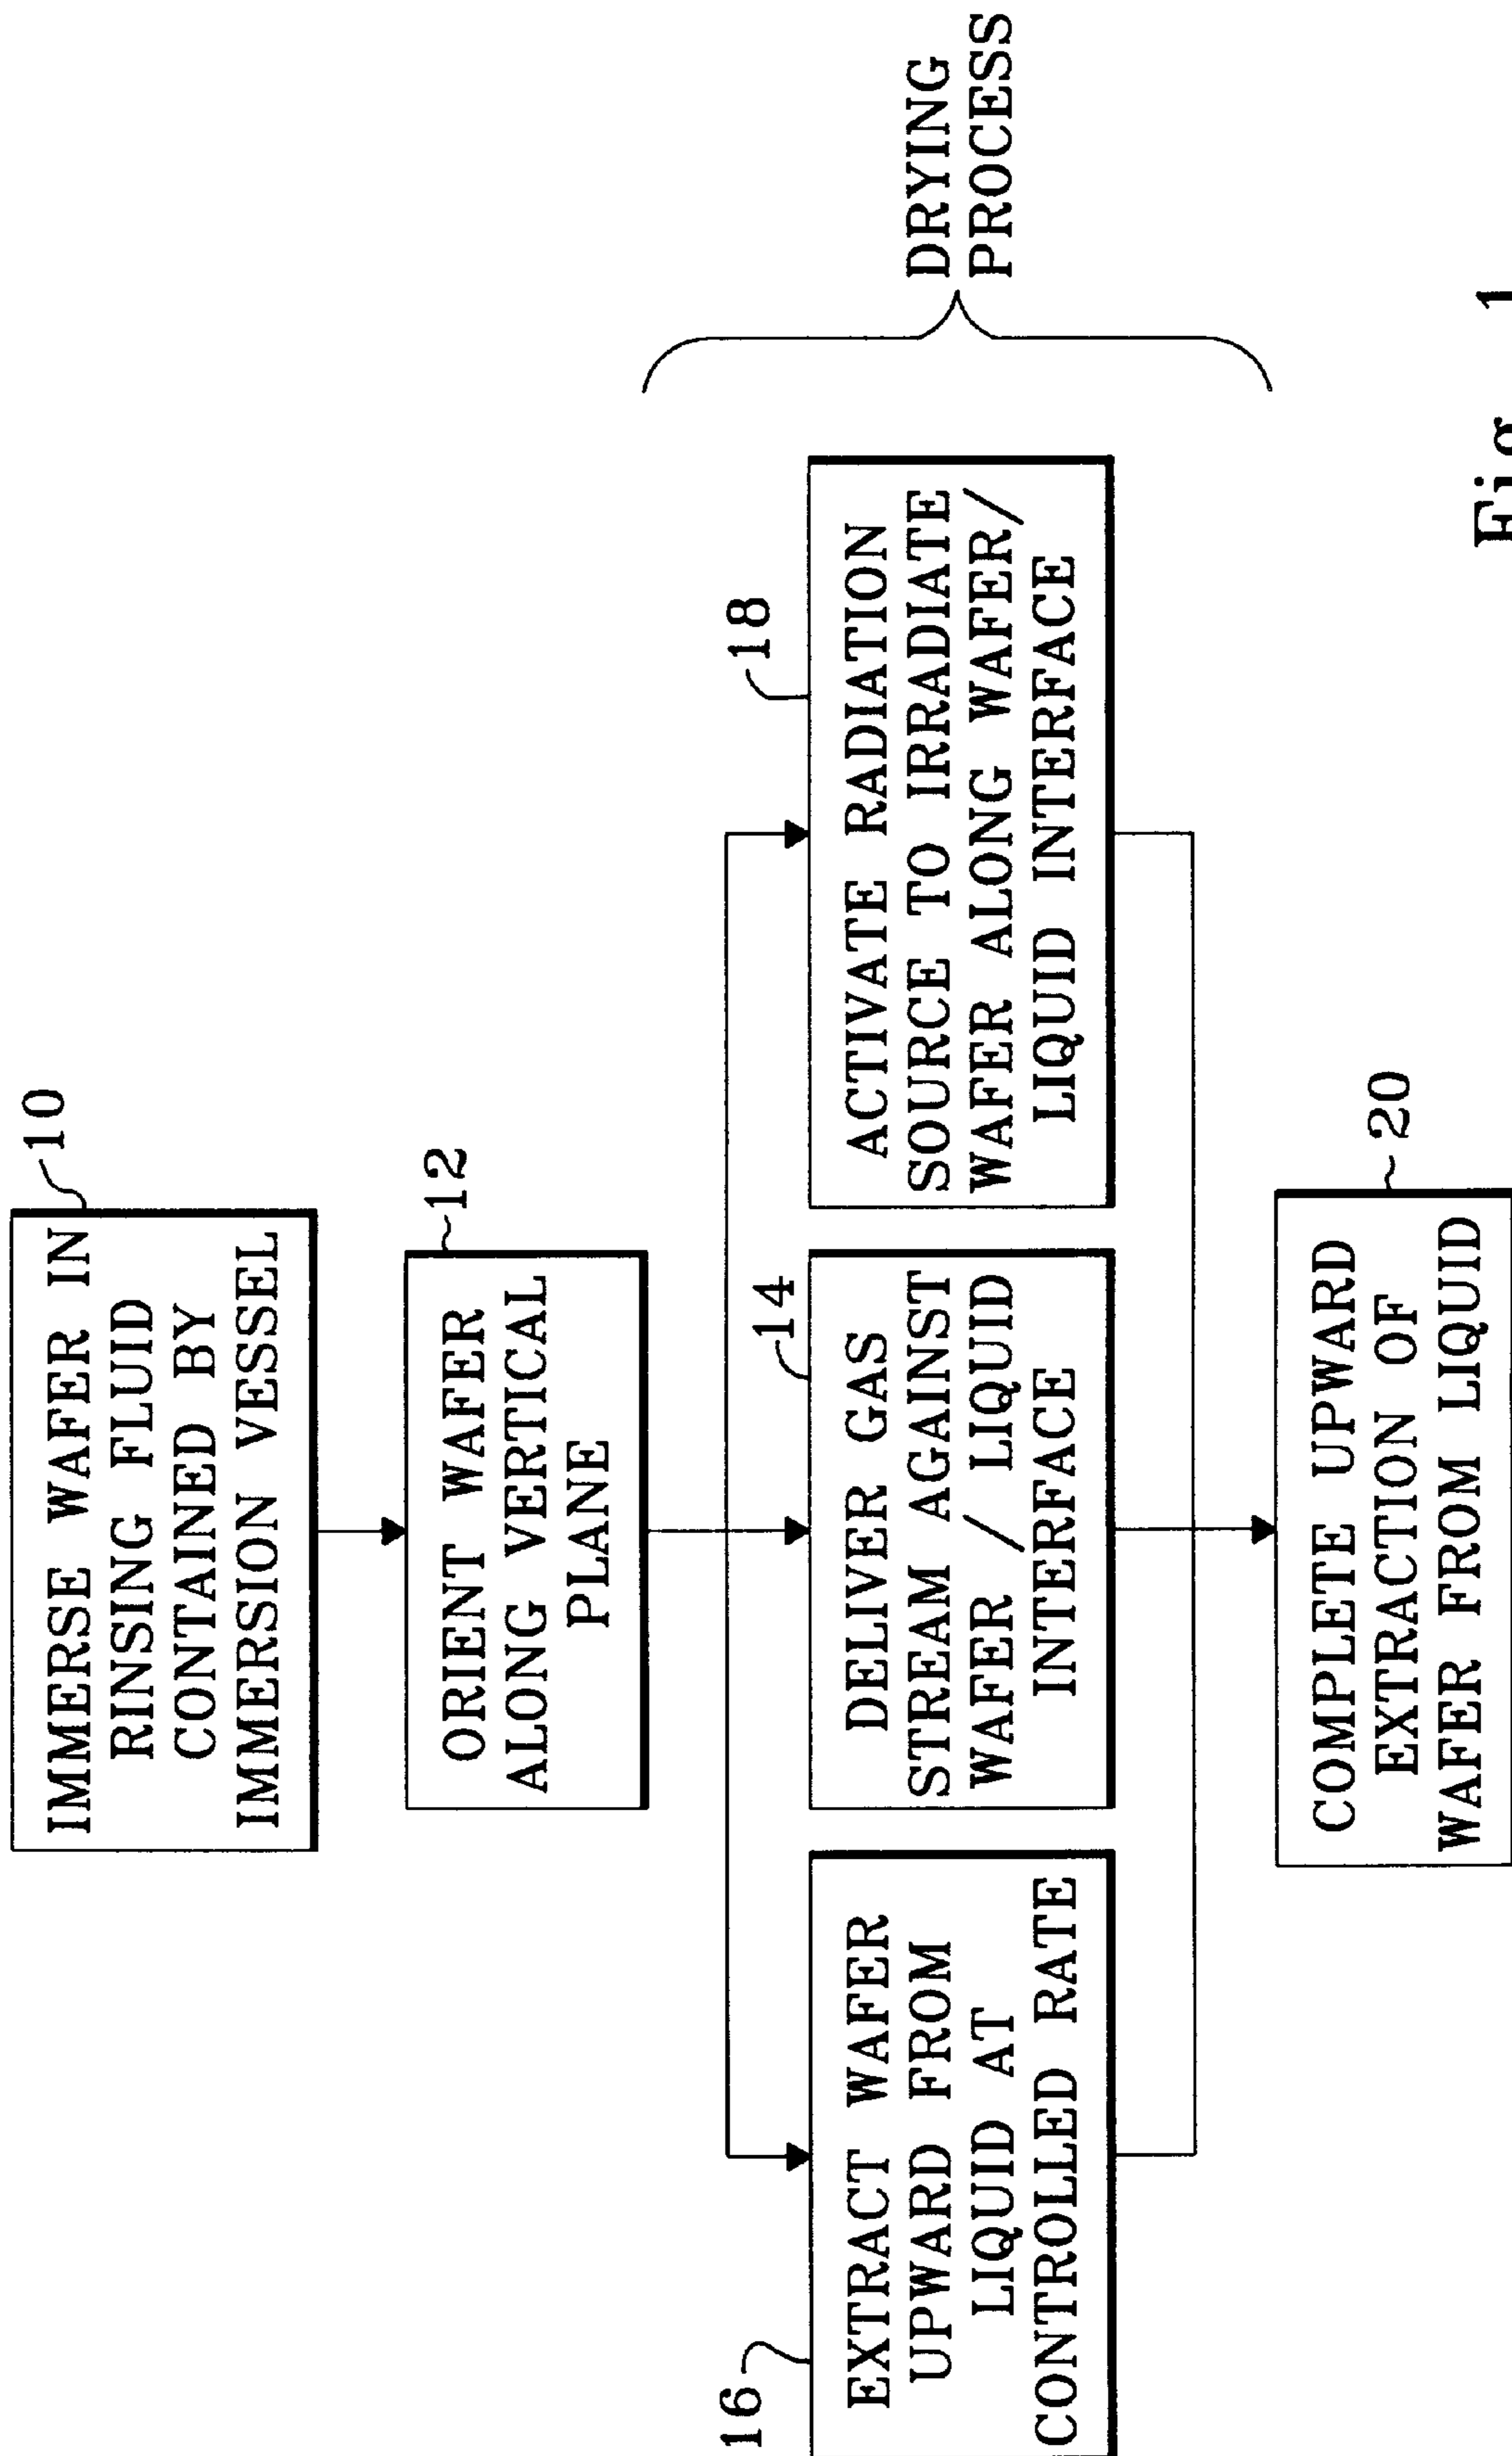 IMMERSE WAFER IN
RINSING FLUID
CONTAINED BY
IMMERSION VESSEL
10
ORIENT WAFER
ALONG VERTICAL
PLANE
12
16
EXTRACT WAFER
UPWARD FROM
LIQUID AT
CONTROLLED RATE
14
DELIVER GAS
STREAM AGAINST
WAFER / LIQUID
INTERFACE
18
ACTIVATE RADIATION
SOURCE TO IRRADIATE
WAFER ALONG WAFER/
LIQUID INTERFACE
DRYING
PROCESS
COMPLETE UPWARD
EXTRACTION OF
WAFER FROM LIQUID
20
Fig. 1